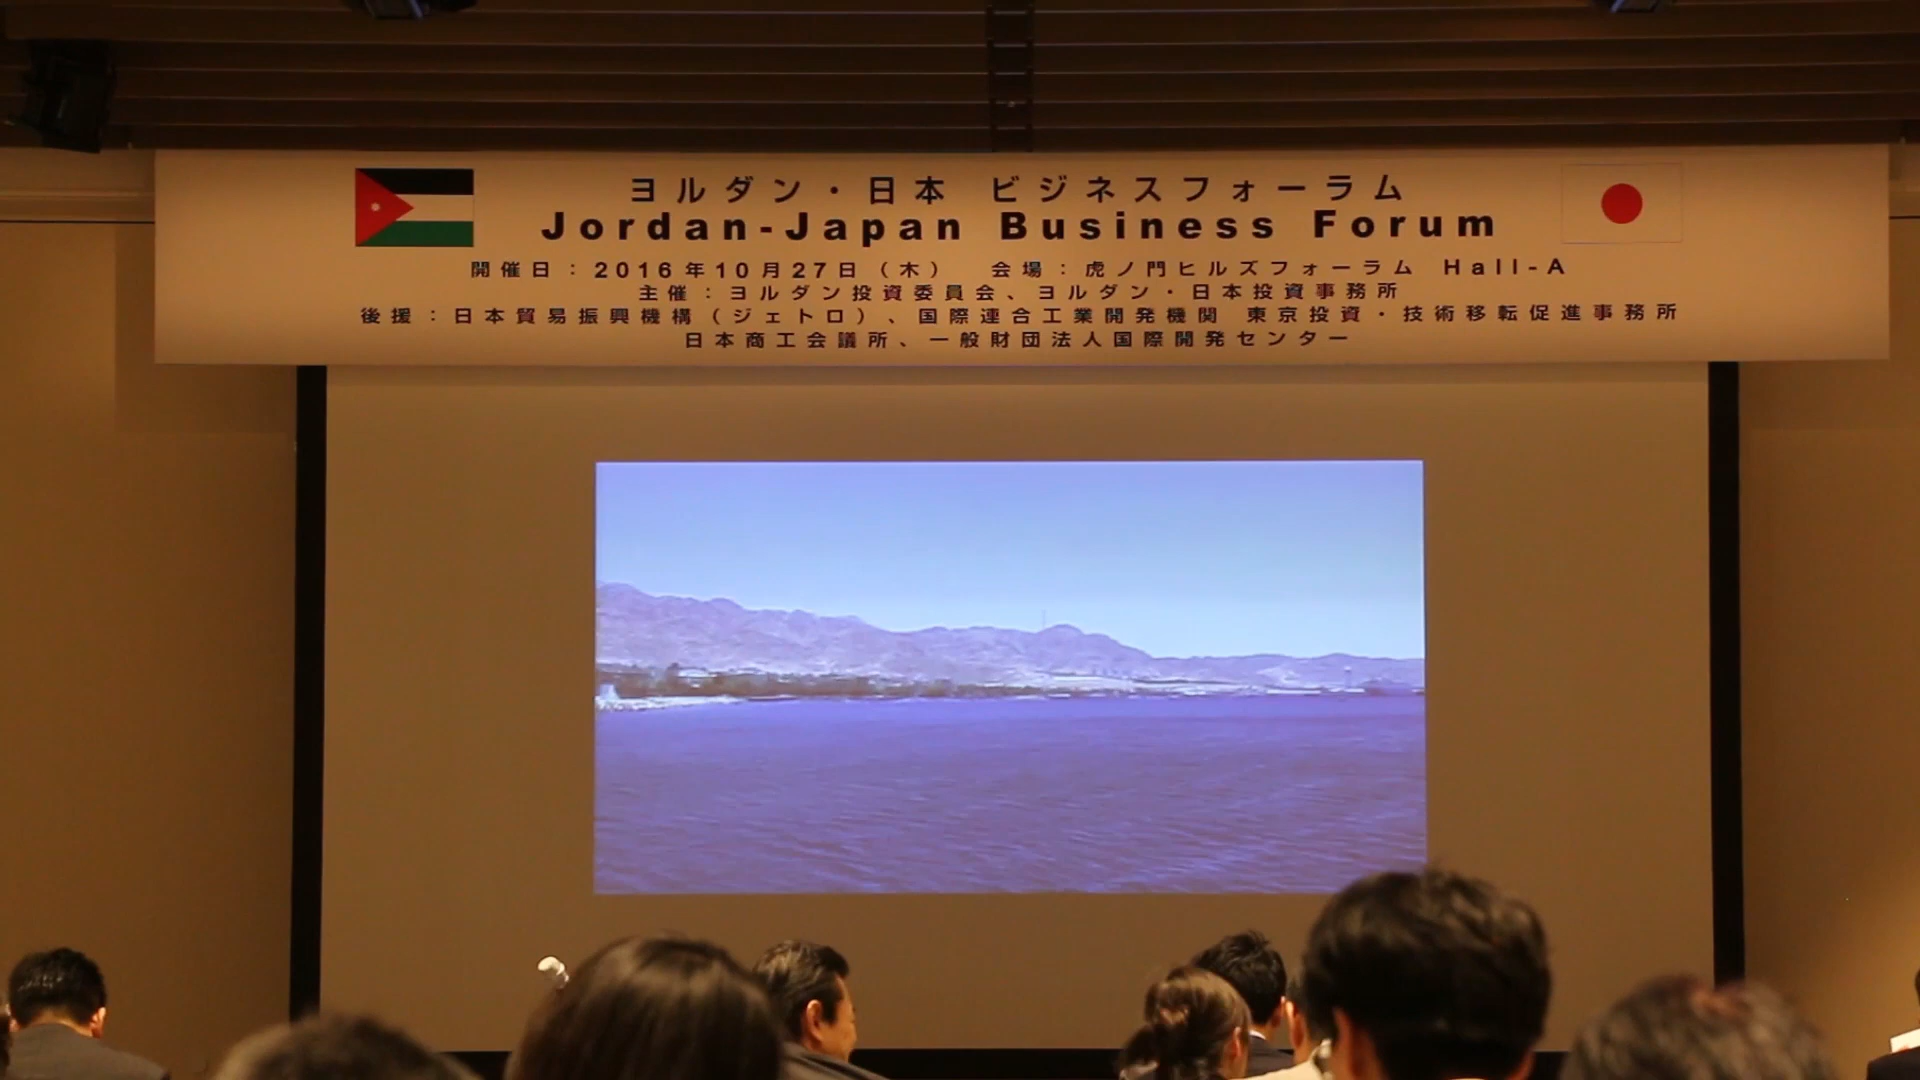 ヨルダン・日本 ビジネスフォーラム
Jordan-Japan Business Forum
開催日：2016年10月27日（木） 会場：虎ノ門ヒルズフォーラム Hall-A
主催：ヨルダン投資委員会、ヨルダン・日本投資事務所
後援：日本貿易振興機構（ジェトロ）、国際連合工業開発機関 東京投資・技術移転促進事務所
日本商工会議所、一般財団法人国際開発センター